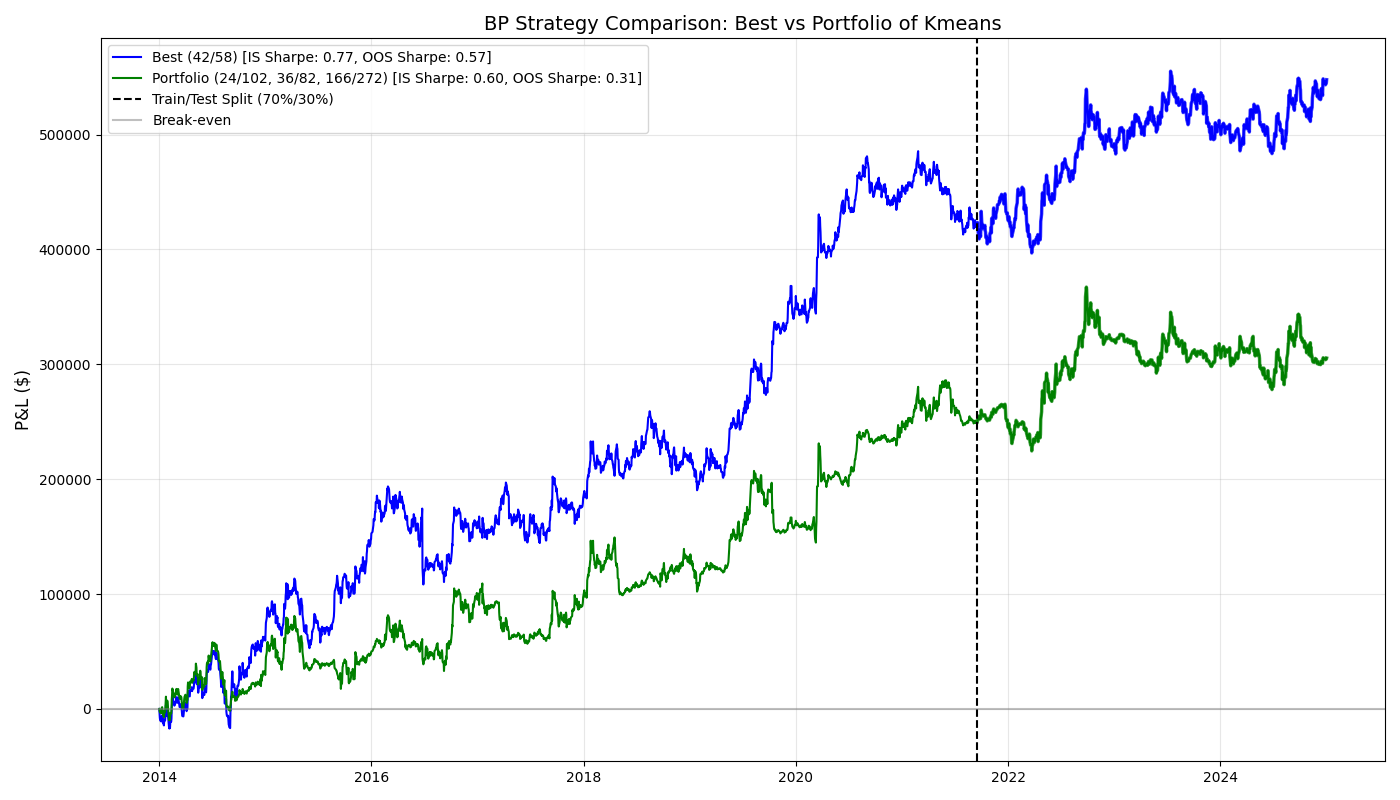 BP Strategy Comparison: Best vs Portfolio of Kmeans
Best (42/58) [IS Sharpe: 0.77, OOS Sharpe: 0.57]
Portfolio (24/102, 36/82, 166/272) [IS Sharpe: 0.60, OOS Sharpe: 0.31]
Train/Test Split (70%/30%)
Break-even
P&L ($)
500000
400000
300000
200000
100000
0
2014
2016
2018
2020
2022
2024